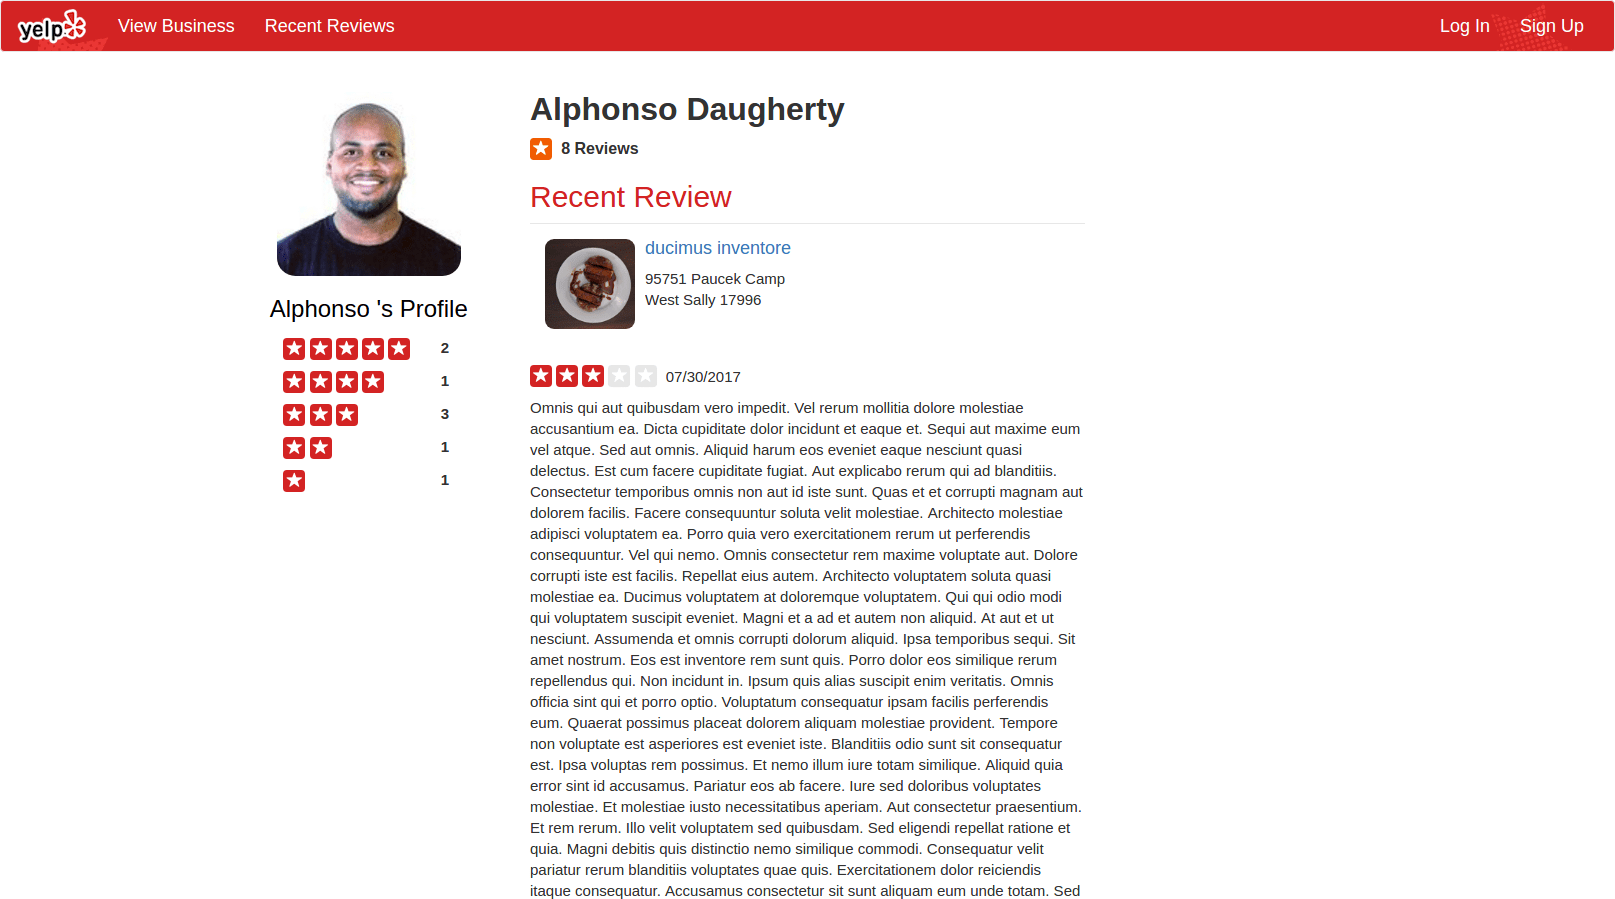 yelp View Business Recent Reviews Log In Sign Up
Alphonso Daugherty
8 Reviews
Recent Review
ducimus inventore
95751 Paucek Camp
West Sally 17996
Alphonso 's Profile
2
1
3
1
1
07/30/2017
Omnis qui aut quibusdam vero impedit. Vel rerum mollitia dolore molestiae
accusantium ea. Dicta cupiditate dolor incidunt et eaque et. Sequi aut maxime eum
vel atque. Sed aut omnis. Aliquid harum eos eveniet eaque nesciunt quasi
delectus. Est cum facere cupiditate fugiat. Aut explicabo rerum qui ad blanditiis.
Consectetur temporibus omnis non aut id iste sunt. Quas et et corrupti magnam aut
dolorem facilis. Facere consequuntur soluta velit molestiae. Architecto molestiae
adipisci voluptatem ea. Porro quia vero exercitationem rerum ut perferendis
consequuntur. Vel qui nemo. Omnis consectetur rem maxime voluptate aut. Dolore
corrupti iste est facilis. Repellat eius autem. Architecto voluptatem soluta quasi
molestiae ea. Ducimus voluptatem at doloremque voluptatem. Qui qui odio modi
qui voluptatem suscipit eveniet. Magni et a ad et autem non aliquid. At aut et ut
nesciunt. Assumenda et omnis corrupti dolorum aliquid. Ipsa temporibus sequi. Sit
amet nostrum. Eos est inventore rem sunt quis. Porro dolor eos similique rerum
repellendus qui. Non incidunt in. Ipsum quis alias suscipit enim veritatis. Omnis
officia sint qui et porro optio. Voluptatum consequatur ipsam facilis perferendis
eum. Quaerat possimus placeat dolorem aliquam molestiae provident. Tempore
non voluptate est asperiores est eveniet iste. Blanditiis odio sunt sit consequatur
est. Ipsa voluptas rem possimus. Et nemo illum iure totam similique. Aliquid quia
error sint id accusamus. Pariatur eos ab facere. Iure sed doloribus voluptates
molestiae. Et molestiae iusto necessitatibus aperiam. Aut consectetur praesentium.
Et rem rerum. Illo velit voluptatem sed quibusdam. Sed eligendi repellat ratione et
quia. Magni debitis quis distinctio nemo similique commodi. Consequatur velit
pariatur rerum blanditiis voluptates quae quis. Exercitationem dolor reiciendis
itaque consequatur. Accusamus consectetur sit sunt aliquam eum unde totam. Sed